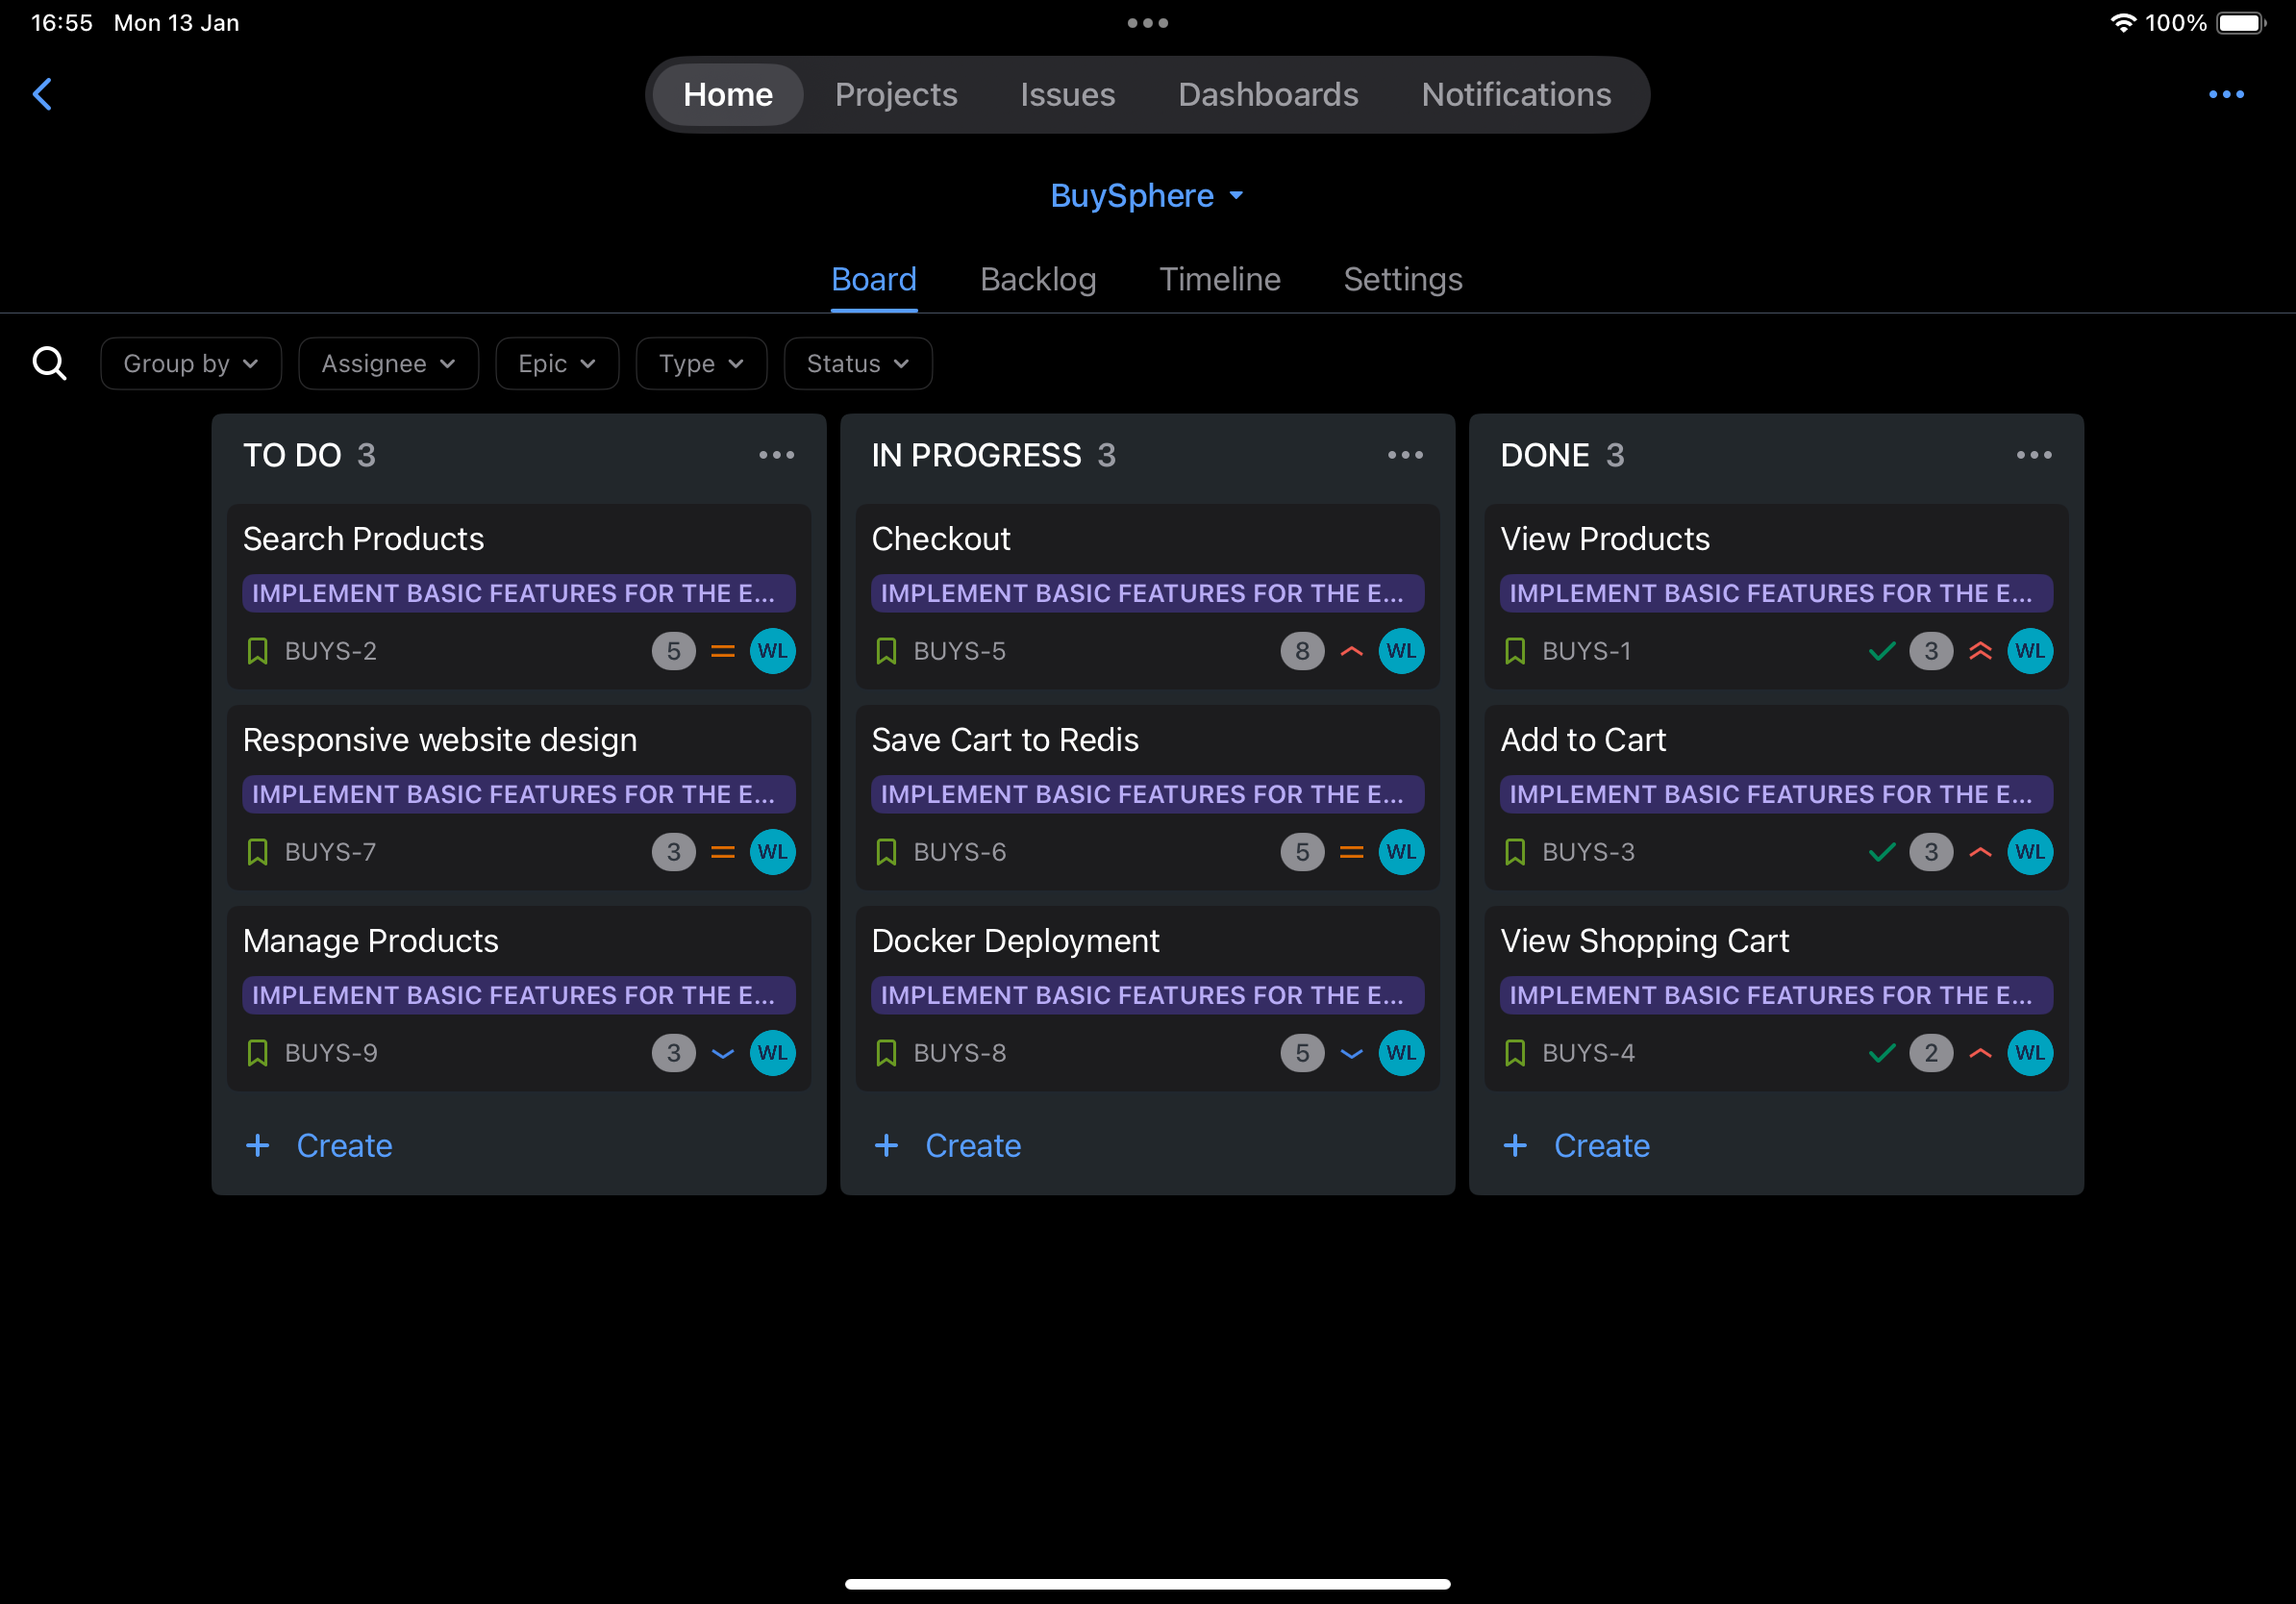 16:55 Mon 13 Jan
100%
Home Projects Issues Dashboards Notifications
BuySphere
Board Backlog Timeline Settings
Group by Assignee Epic Type Status
TO DO 3
Search Products
IMPLEMENT BASIC FEATURES FOR THE E...
BUYS-2 5 WL
Responsive website design
IMPLEMENT BASIC FEATURES FOR THE E...
BUYS-7 3 WL
Manage Products
IMPLEMENT BASIC FEATURES FOR THE E...
BUYS-9 3 WL
+ Create
IN PROGRESS 3
Checkout
IMPLEMENT BASIC FEATURES FOR THE E...
BUYS-5 8 WL
Save Cart to Redis
IMPLEMENT BASIC FEATURES FOR THE E...
BUYS-6 5 WL
Docker Deployment
IMPLEMENT BASIC FEATURES FOR THE E...
BUYS-8 5 WL
+ Create
DONE 3
View Products
IMPLEMENT BASIC FEATURES FOR THE E...
BUYS-1 3 WL
Add to Cart
IMPLEMENT BASIC FEATURES FOR THE E...
BUYS-3 3 WL
View Shopping Cart
IMPLEMENT BASIC FEATURES FOR THE E...
BUYS-4 2 WL
+ Create